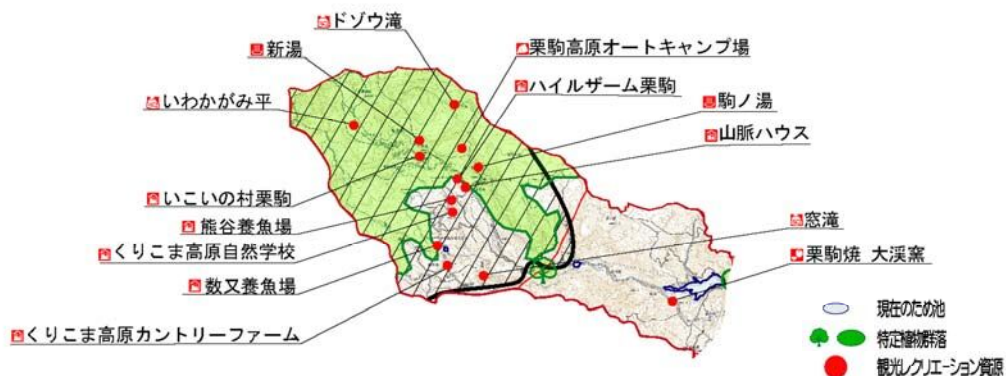 ドゾウ滝
新湯
栗駒高原オートキャンプ場
ハイルザーム栗駒
いわかがみ平
駒ノ湯
山脈ハウス
いこいの村栗駒
熊谷養魚場
窓滝
くりこま高原自然学校
栗駒焼 大渓窯
数又養魚場
くりこま高原カントリーファーム
現在のため池
特定植物群落
観光レクリエーション資源